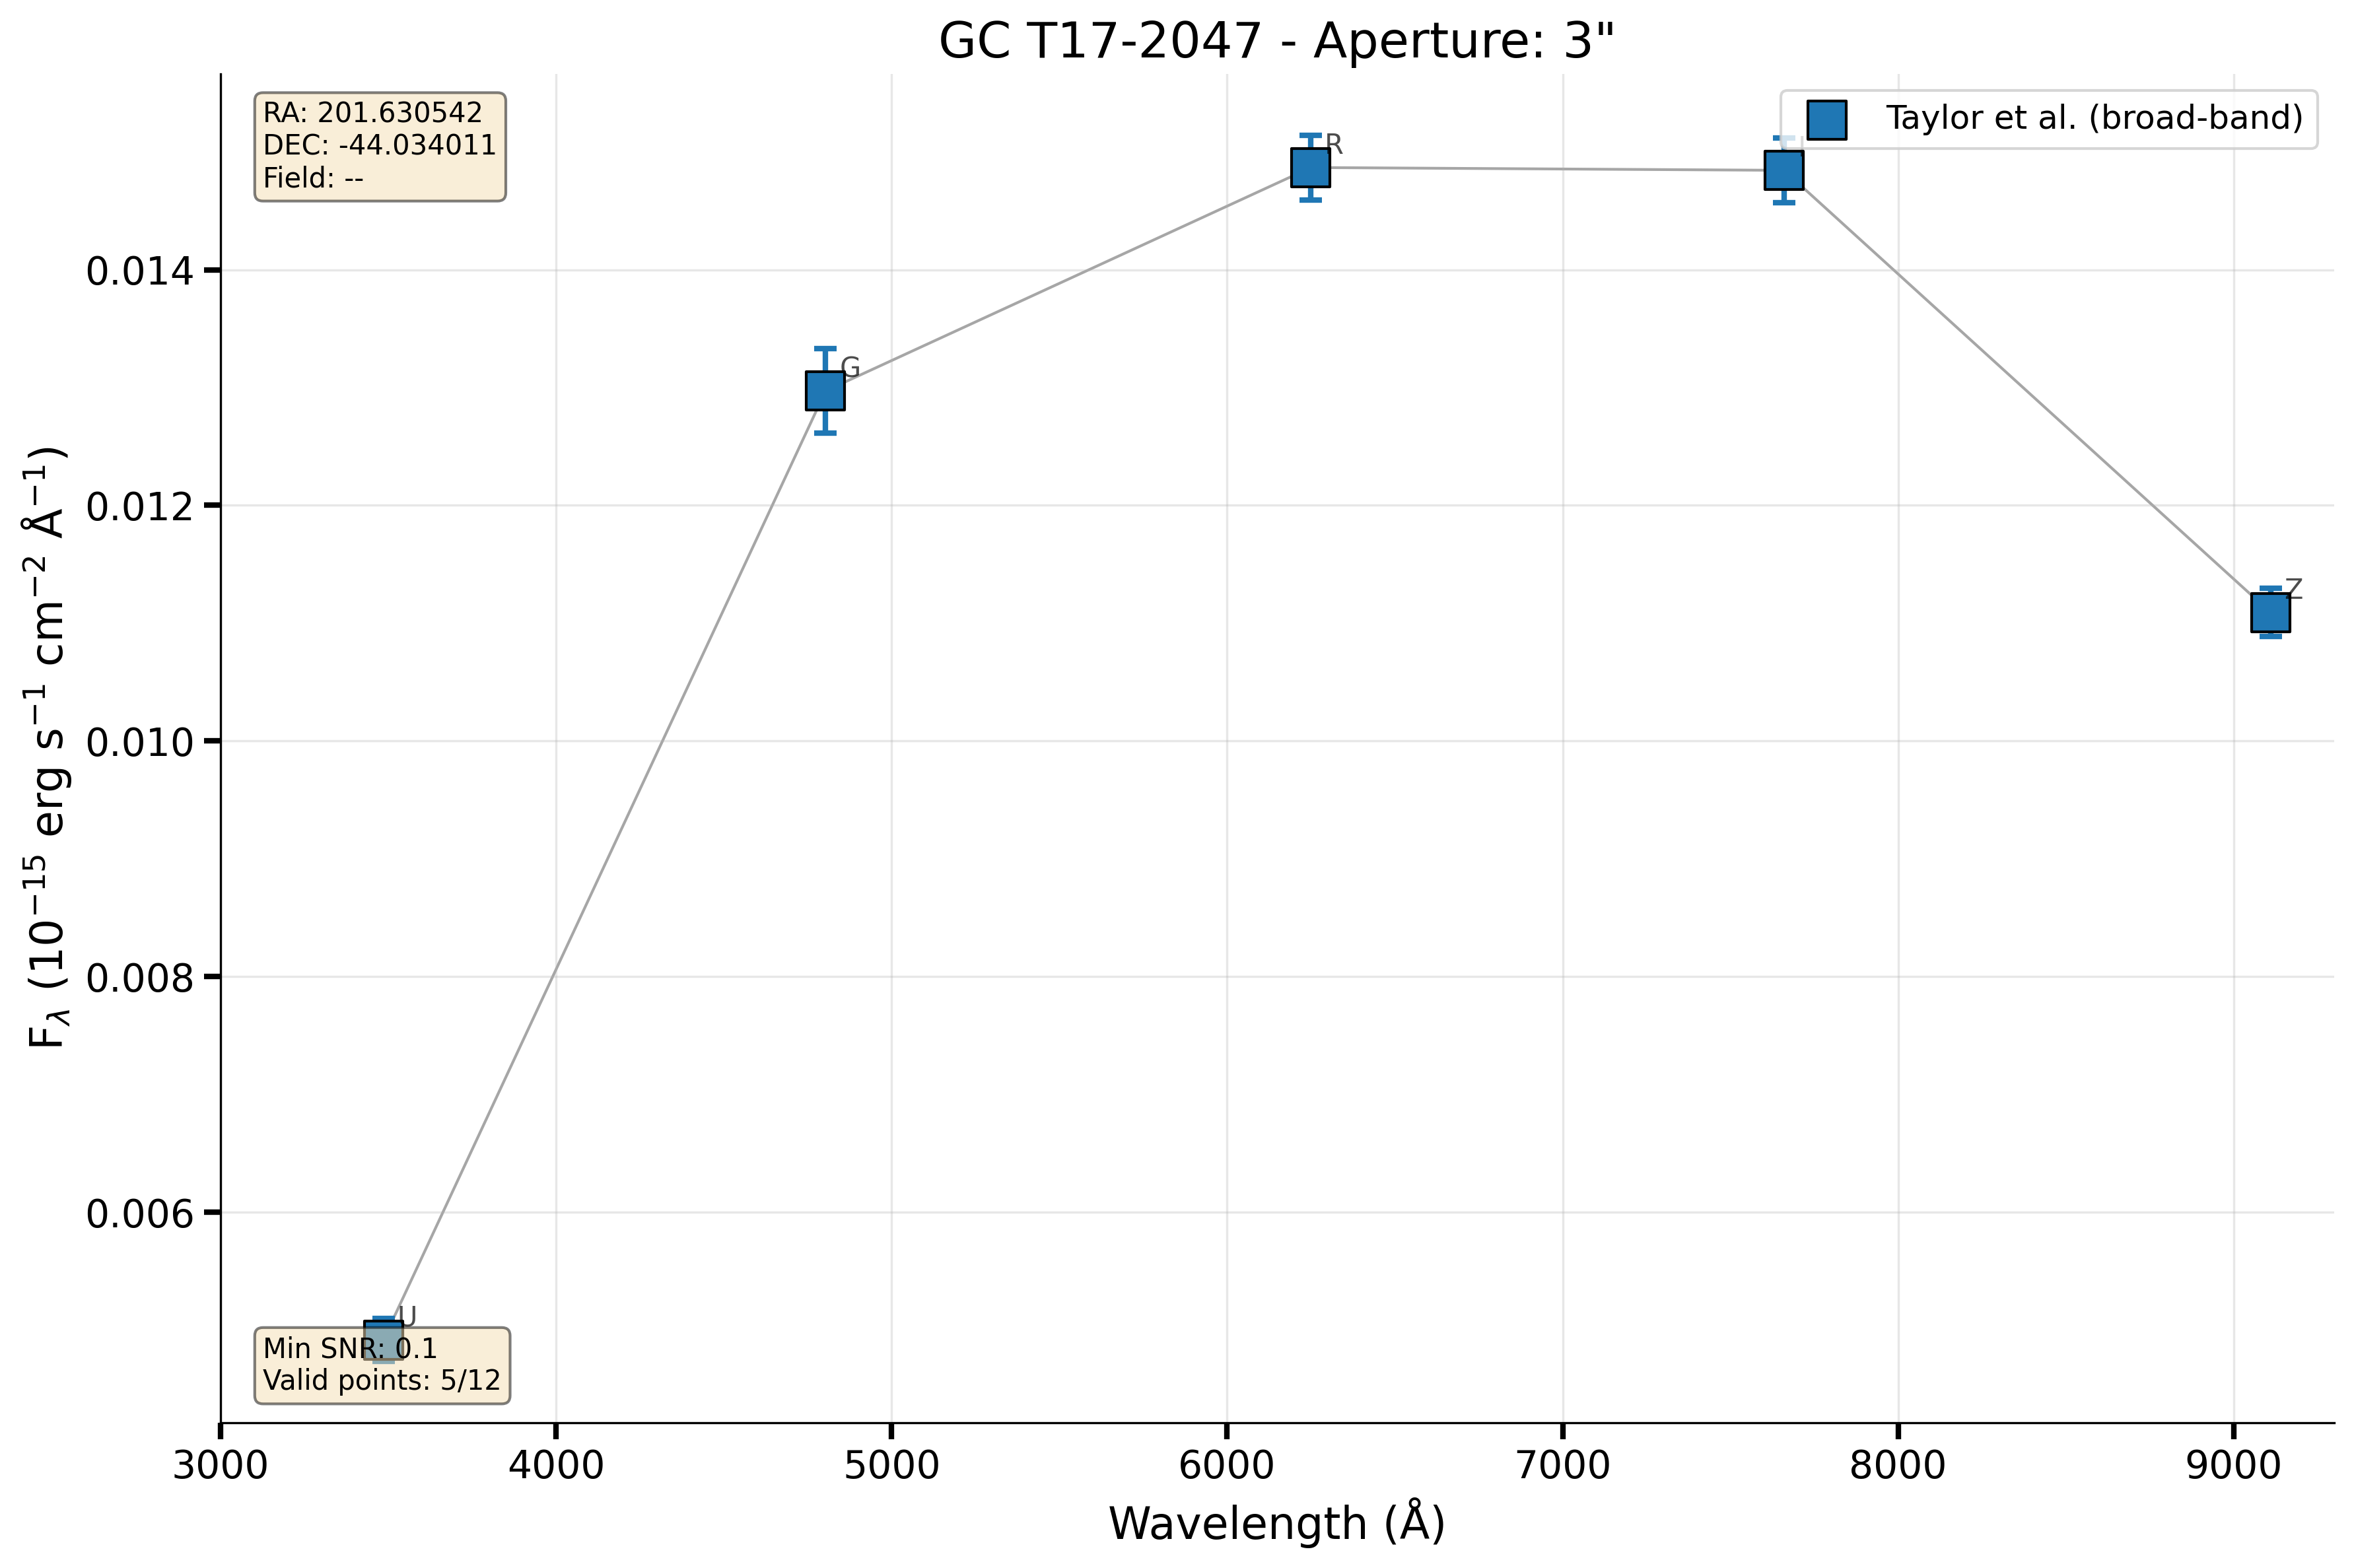 GC T17-2047 - Aperture: 3"
RA: 201.630542
DEC: -44.034011
Field: --
Taylor et al. (broad-band)
R
G
Z
U
Min SNR: 0.1
Valid points: 5/12
F_λ (10⁻¹⁵ erg s⁻¹ cm⁻² Å⁻¹)
0.014
0.012
0.010
0.008
0.006
3000 4000 5000 6000 7000 8000 9000
Wavelength (Å)